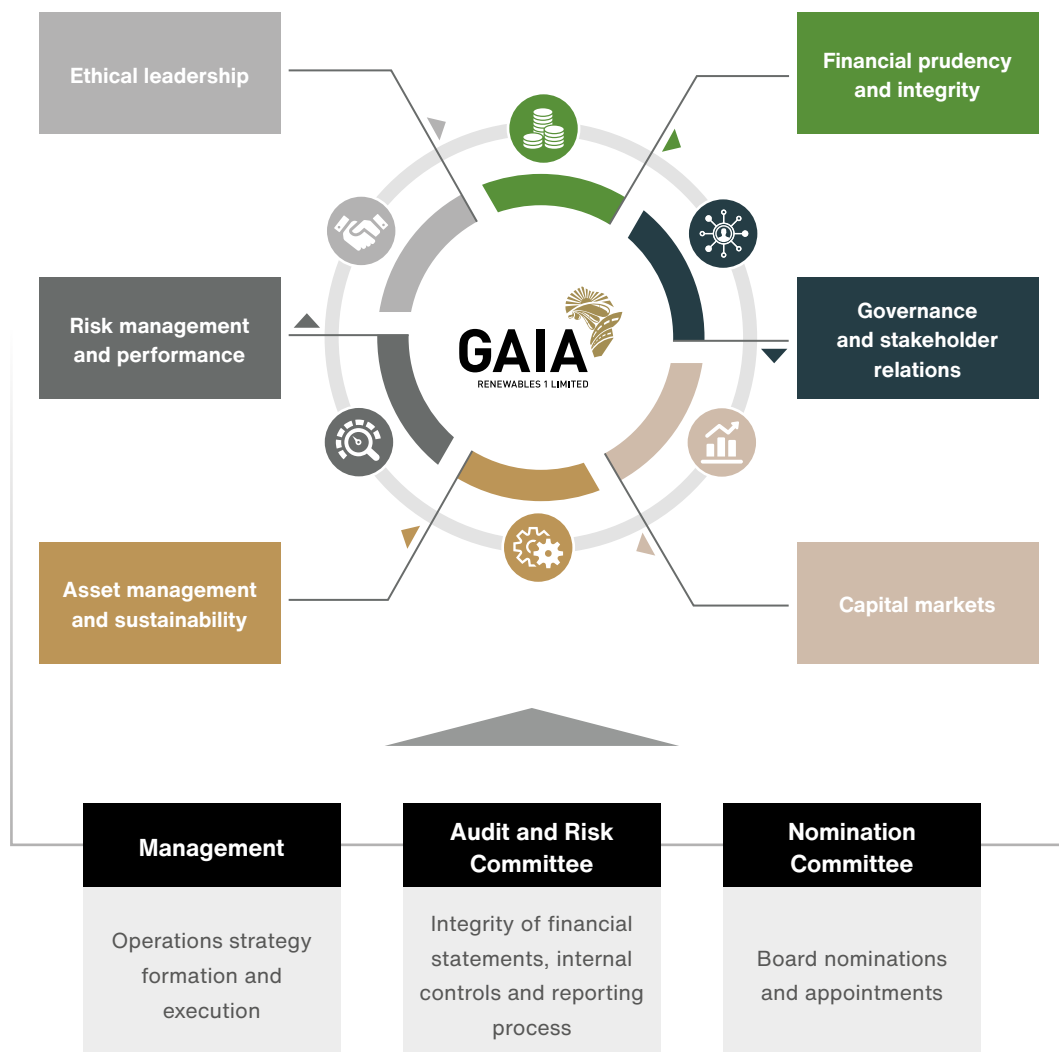 Ethical leadership
Financial prudency
and integrity
Risk management
and performance
GAIA
RENEWABLES 1 LIMITED
Governance
and stakeholder
relations
Asset management
and sustainability
Capital markets
Management
Operations strategy
formation and
execution
Audit and Risk
Committee
Integrity of financial
statements, internal
controls and reporting
process
Nomination
Committee
Board nominations
and appointments